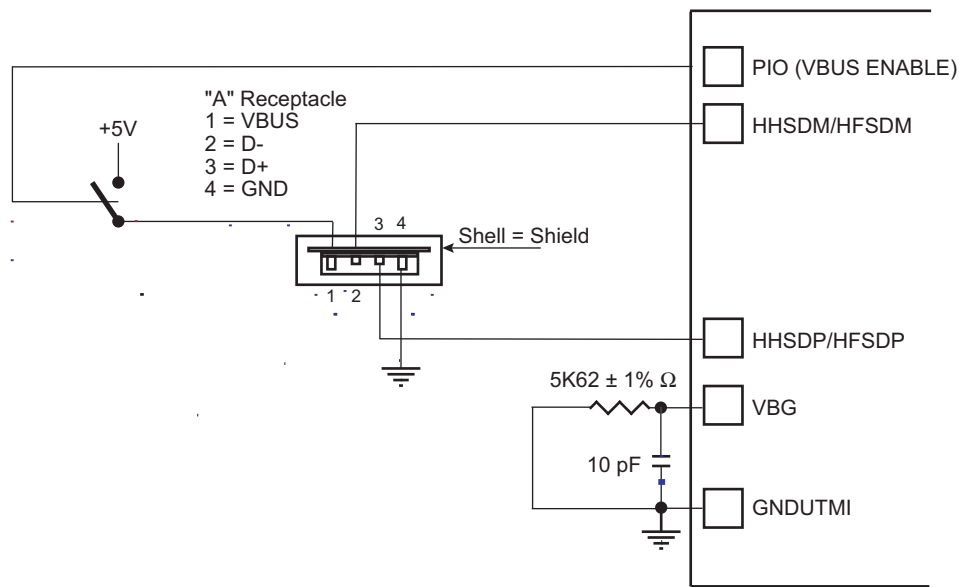 PIO (VBUS ENABLE)
"A" Receptacle
1 = VBUS
2 = D-
3 = D+
4 = GND
+5V
HHSDM/HFSDM
3 4
Shell = Shield
1 2
HHSDP/HFSDP
5K62 ± 1% Ω
VBG
10 pF
GNDUTMI